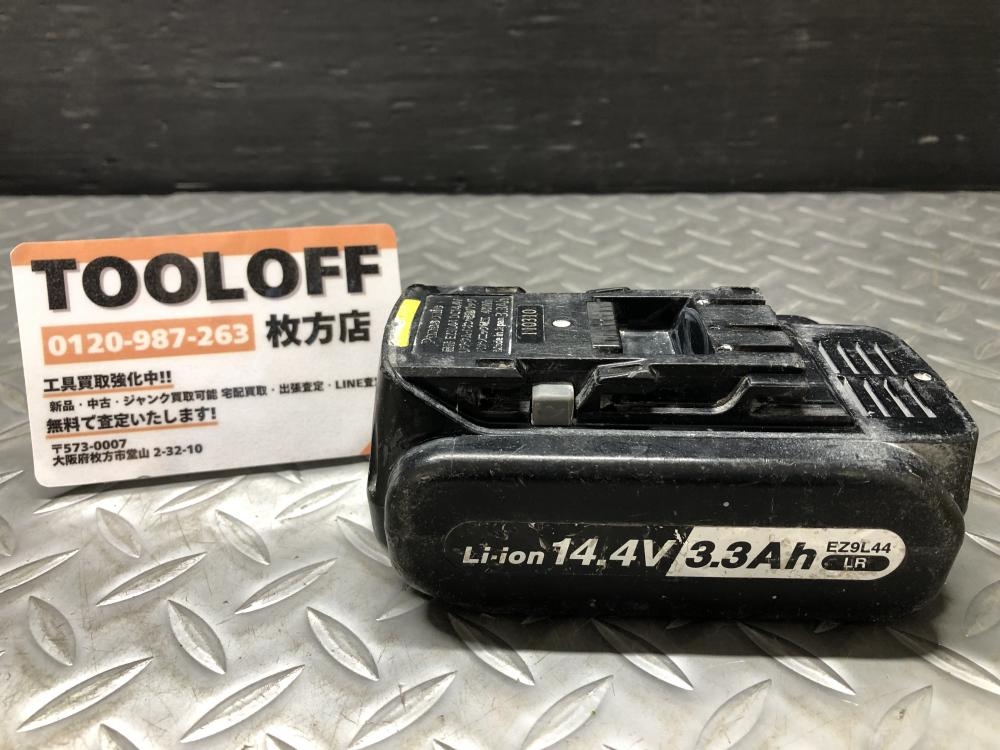 TOOLOFF
0120-987-263 枚方店
工具買取強化中!!
新品・中古・ジャンク買取可能 宅配買取・出張査定・LINE査
無料で査定いたします!
〒573-0007
大阪府枚方市堂山 2-32-10
Panasonic
110310
Li-ion 14.4V/3.3Ah EZ9L44
LR